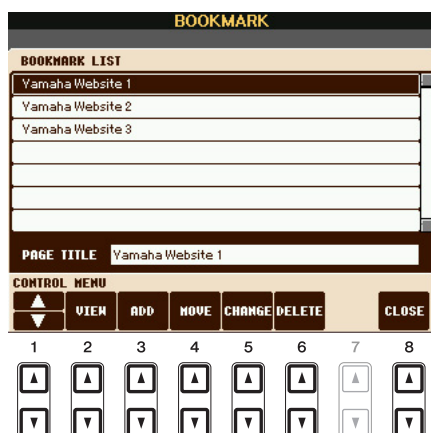 BOOKMARK
BOOKMARK LIST
Yamaha Website 1
Yamaha Website 2
Yamaha Website 3
PAGE TITLE Yamaha Website 1
CONTROL MENU
VIEW ADD MOVE CHANGE DELETE CLOSE
1 2 3 4 5 6 7 8